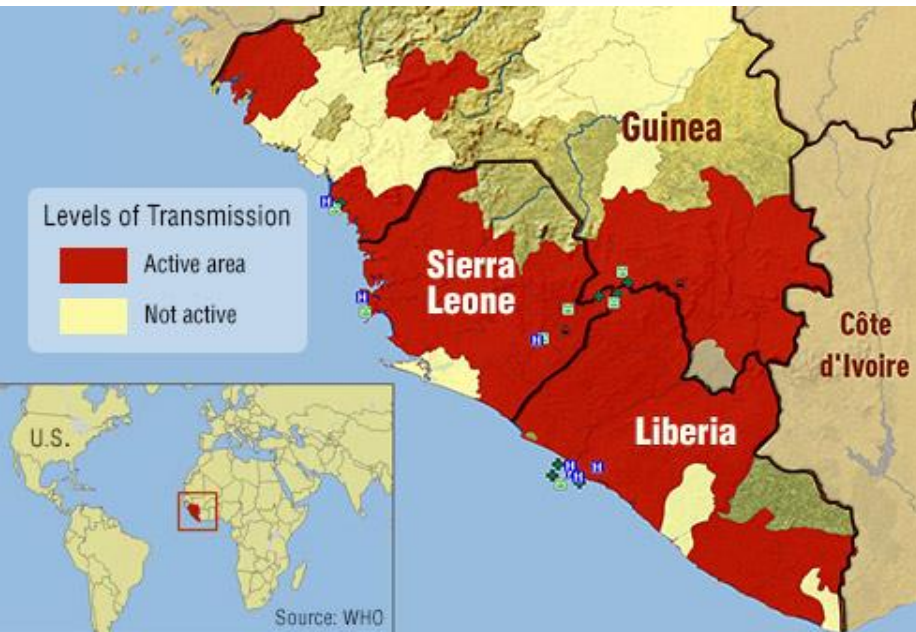 Guinea
Levels of Transmission
Active area
Not active
Sierra
Leone
Côte
d'Ivoire
Liberia
U.S.
Source: WHO
H
H
H
H
H
H